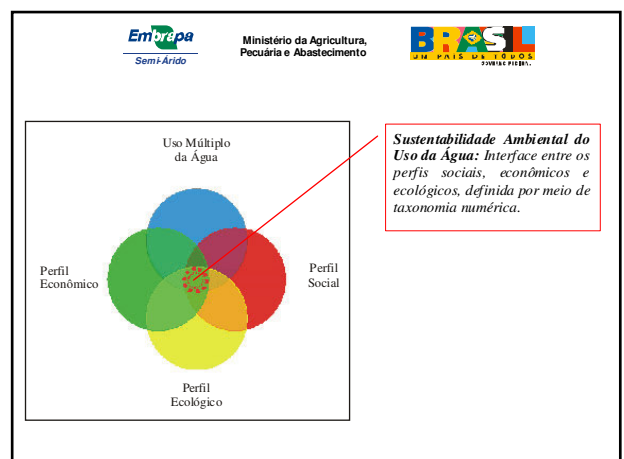 Embrapa
Semi-Árido
Ministério da Agricultura,
Pecuária e Abastecimento
BRASIL
UM PAÍS DE TODOS
GOVERNO FEDERAL
Uso Múltiplo
da Água
Perfil
Econômico
Perfil
Social
Perfil
Ecológico
Sustentabilidade Ambiental do
Uso da Água: Interface entre os
perfis sociais, econômicos e
ecológicos, definida por meio de
taxonomia numérica.